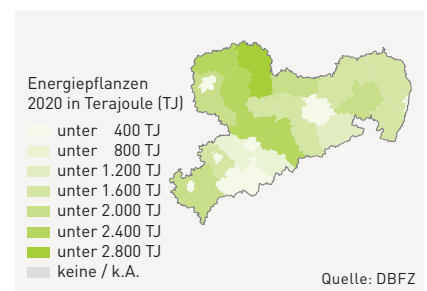 Energiepflanzen
2020 in Terajoule (TJ)
unter 400 TJ
unter 800 TJ
unter 1.200 TJ
unter 1.600 TJ
unter 2.000 TJ
unter 2.400 TJ
unter 2.800 TJ
keine / k.A.
Quelle: DBFZ